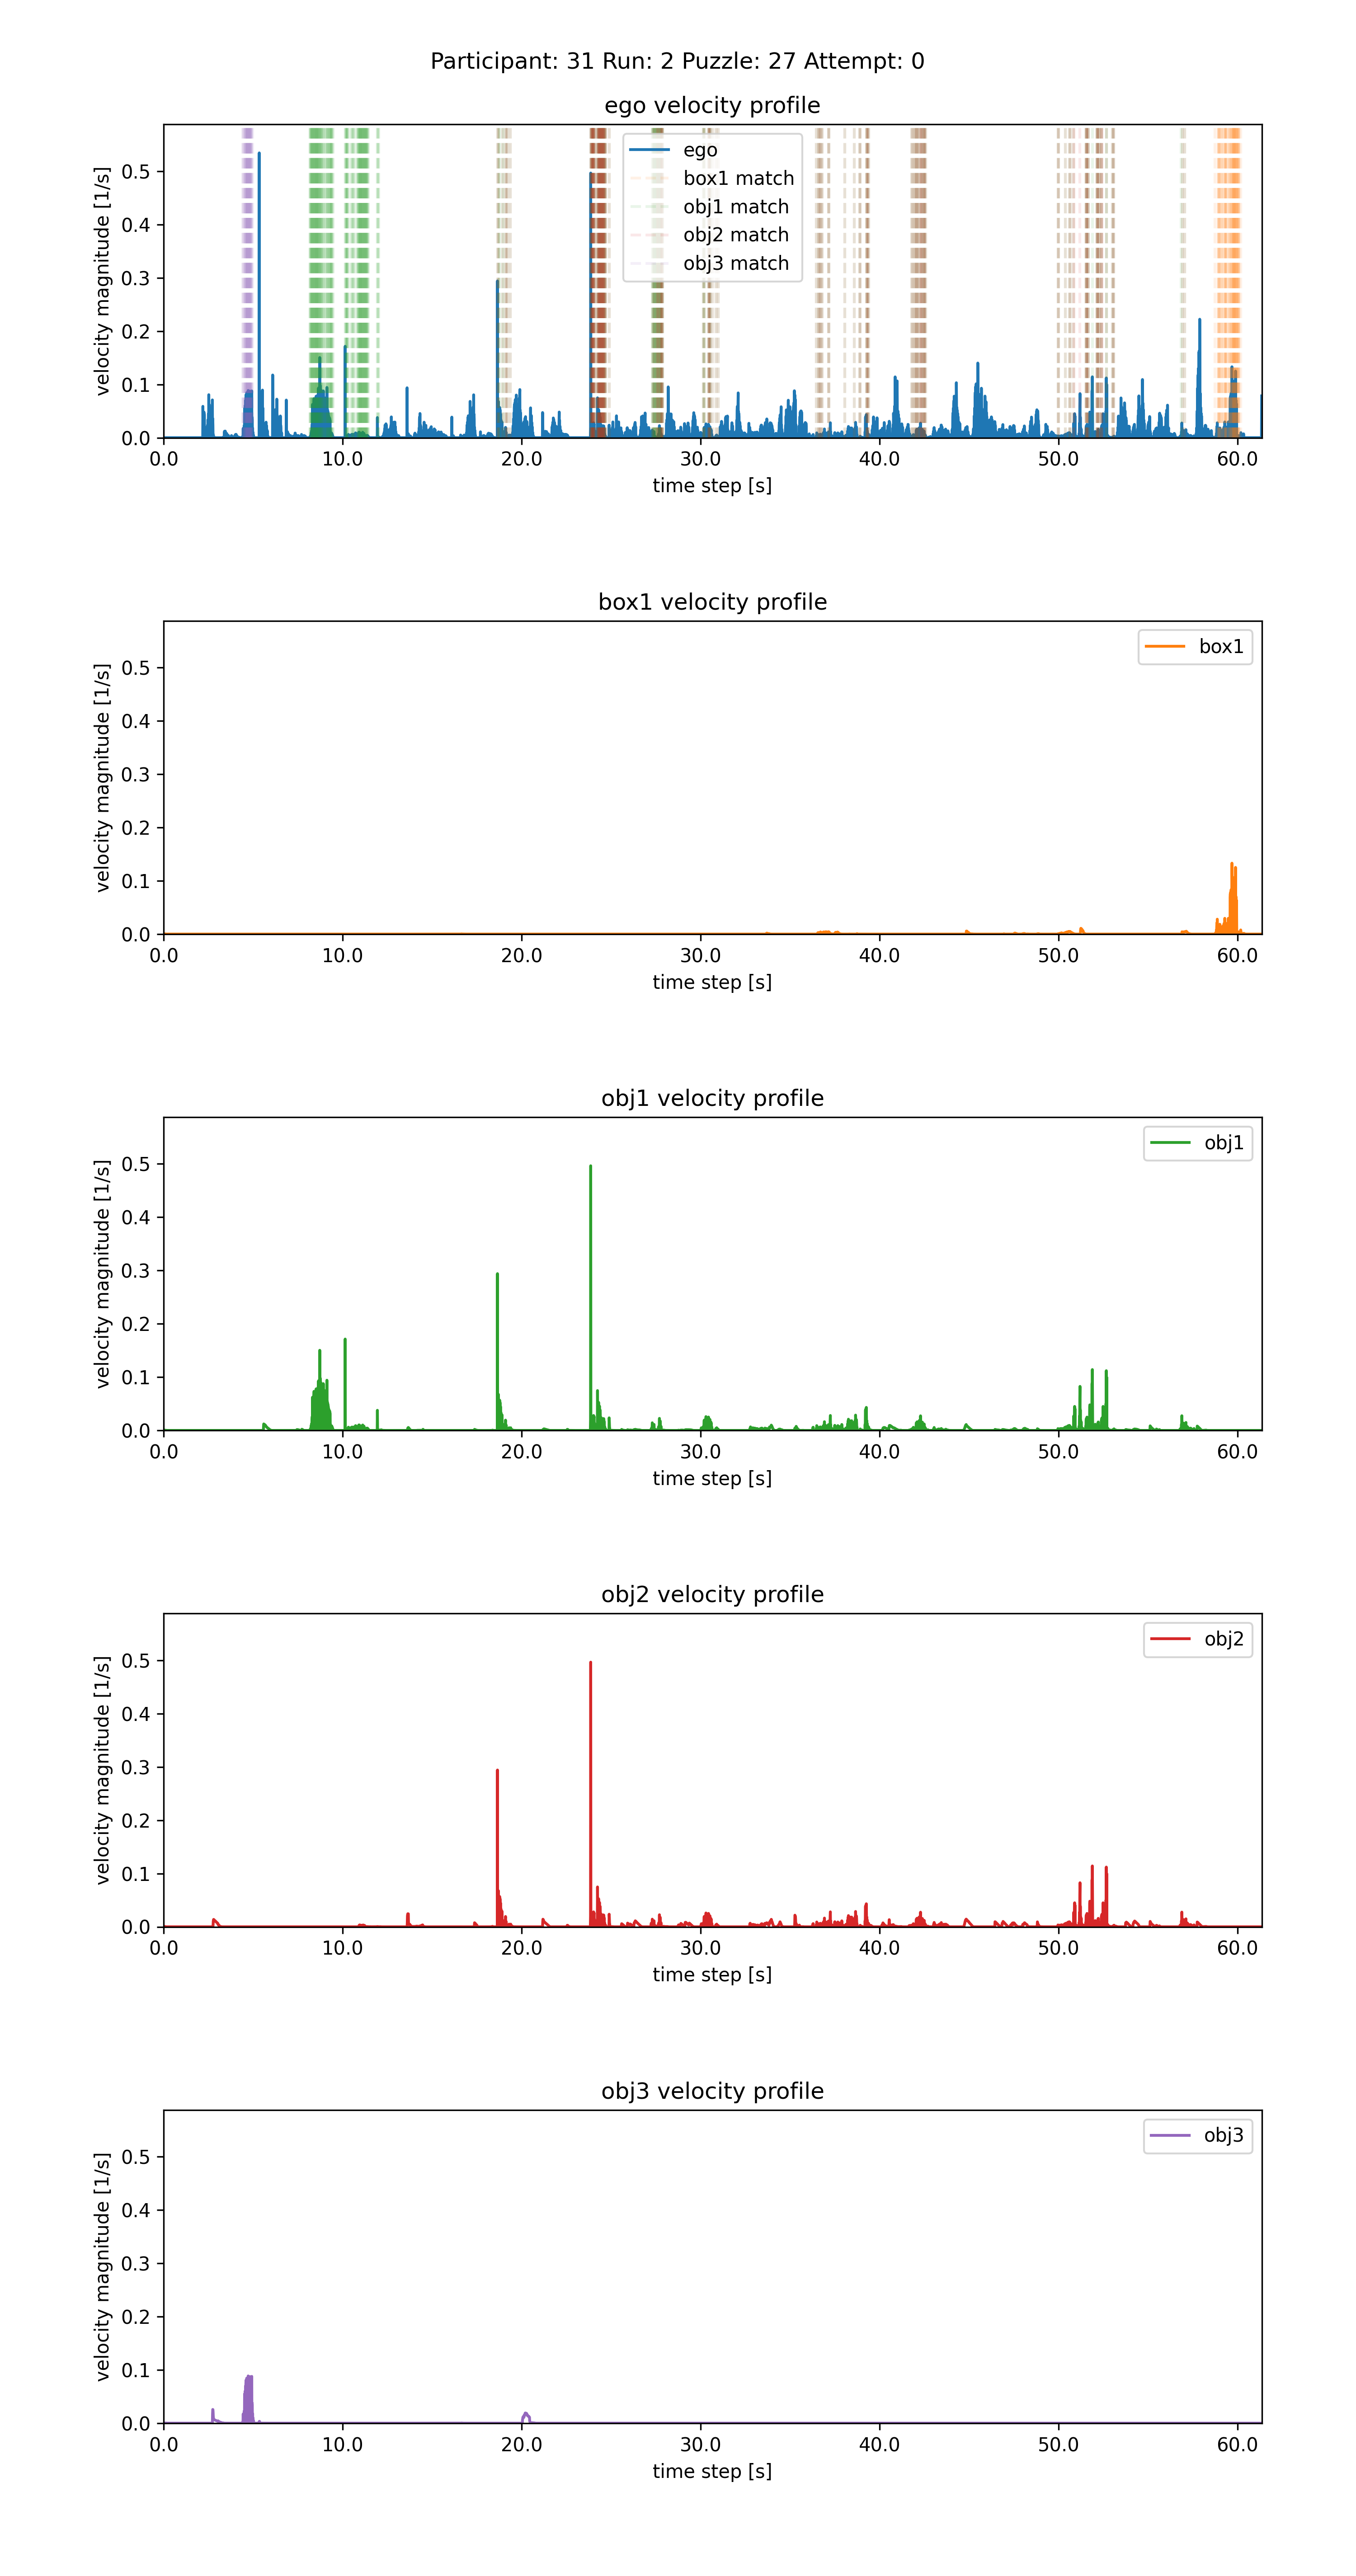 Participant: 31 Run: 2 Puzzle: 27 Attempt: 0
ego velocity profile
velocity magnitude [1/s]
0.5
0.4
0.3
0.2
0.1
0.0
ego
box1 match
obj1 match
obj2 match
obj3 match
0.0 10.0 20.0 30.0 40.0 50.0 60.0
time step [s]
box1 velocity profile
velocity magnitude [1/s]
0.5
0.4
0.3
0.2
0.1
0.0
box1
0.0 10.0 20.0 30.0 40.0 50.0 60.0
time step [s]
obj1 velocity profile
velocity magnitude [1/s]
0.5
0.4
0.3
0.2
0.1
0.0
obj1
0.0 10.0 20.0 30.0 40.0 50.0 60.0
time step [s]
obj2 velocity profile
velocity magnitude [1/s]
0.5
0.4
0.3
0.2
0.1
0.0
obj2
0.0 10.0 20.0 30.0 40.0 50.0 60.0
time step [s]
obj3 velocity profile
velocity magnitude [1/s]
0.5
0.4
0.3
0.2
0.1
0.0
obj3
0.0 10.0 20.0 30.0 40.0 50.0 60.0
time step [s]